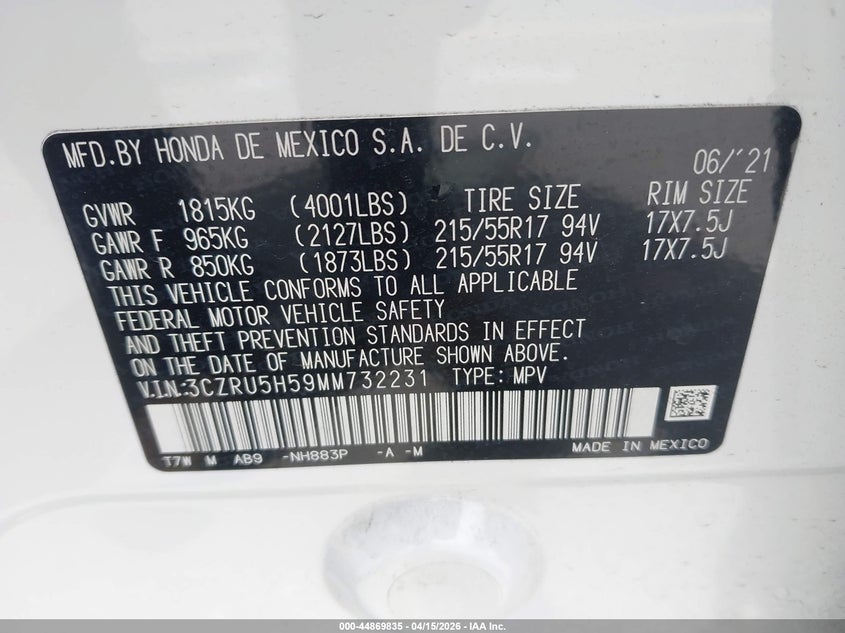 MFD.BY HONDA DE MEXICO S.A. DE C.V.
06/'21
GVWR 1815KG (4001LBS) TIRE SIZE RIM SIZE
GAWR F 965KG (2127LBS) 215/55R17 94V 17X7.5J
GAWR R 850KG (1873LBS) 215/55R17 94V 17X7.5J
THIS VEHICLE CONFORMS TO ALL APPLICABLE
FEDERAL MOTOR VEHICLE SAFETY
AND THEFT PREVENTION STANDARDS IN EFFECT
ON THE DATE OF MANUFACTURE SHOWN ABOVE.
V.I.N.:3CZRU5H59MM732231 TYPE: MPV
T7W M AB9 -NH883P -A -M MADE IN MEXICO
000-44869835 - 04/15/2026 - IAA Inc.